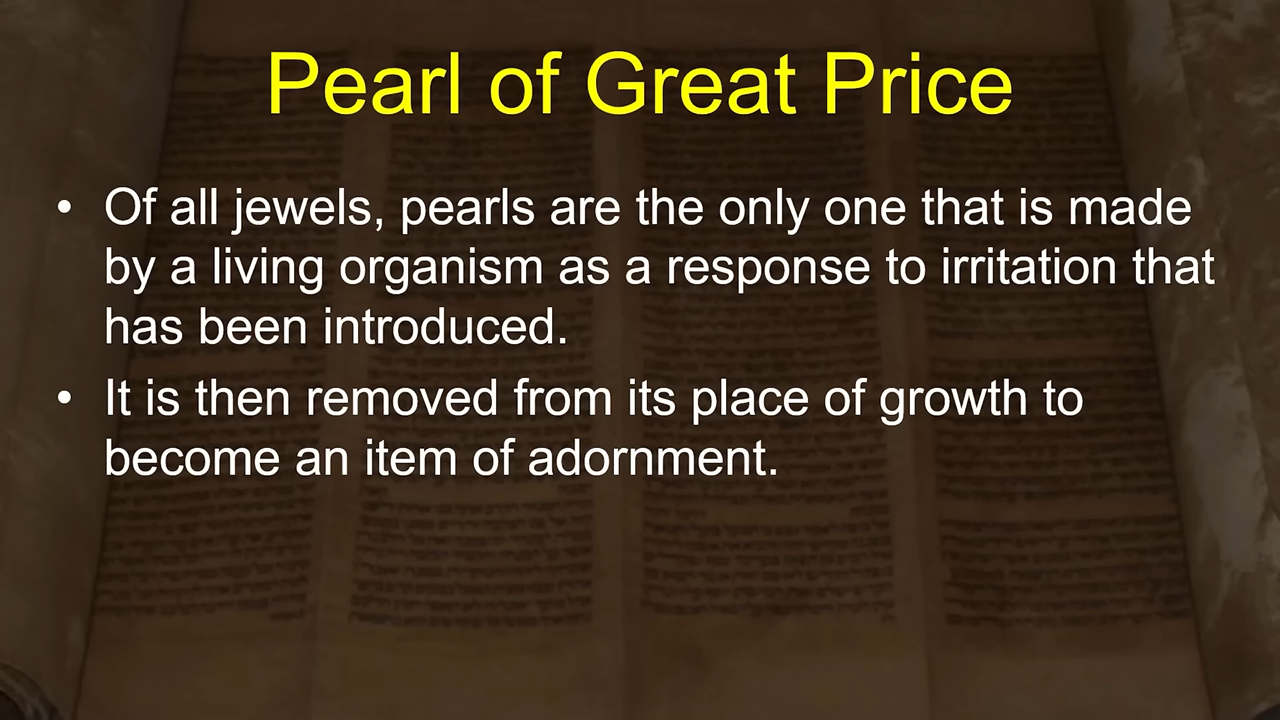 Pearl of Great Price
• Of all jewels, pearls are the only one that is made
by a living organism as a response to irritation that
has been introduced.
• It is then removed from its place of growth to
become an item of adornment.